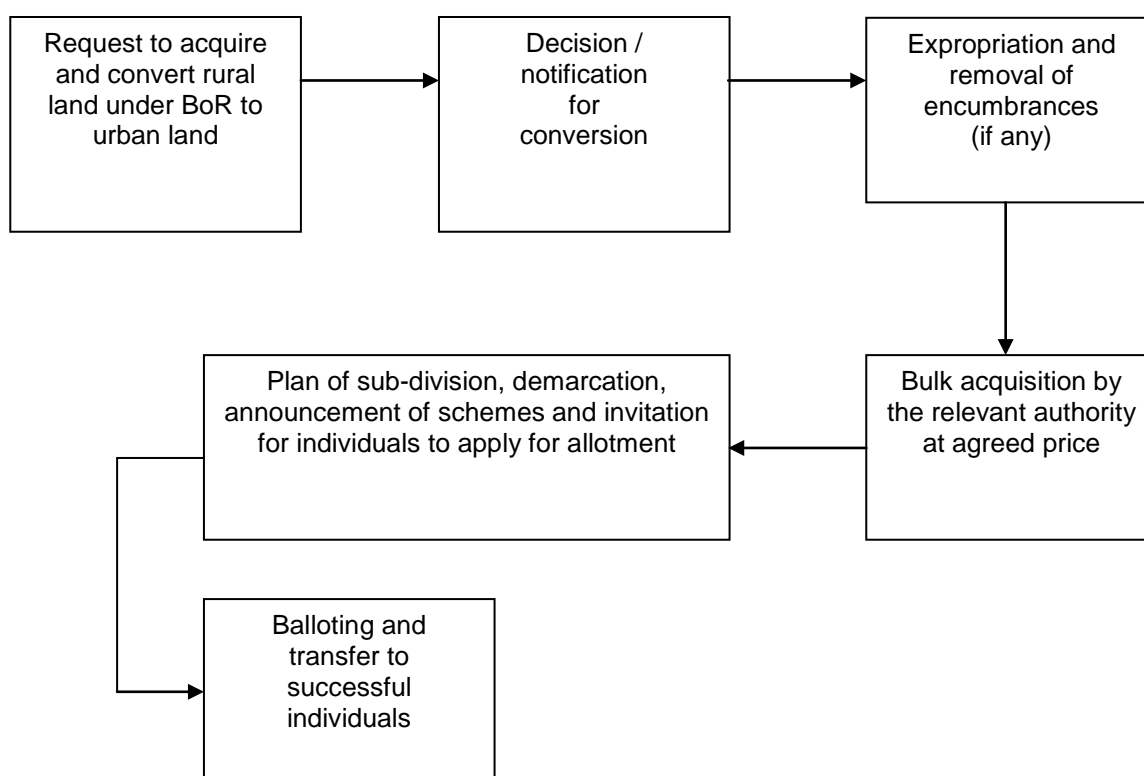 Request to acquire
and convert rural
land under BoR to
urban land
Decision /
notification
for
conversion
Expropriation and
removal of
encumbrances
(if any)
Bulk acquisition by
the relevant authority
at agreed price
Plan of sub-division, demarcation,
announcement of schemes and invitation
for individuals to apply for allotment
Balloting and
transfer to
successful
individuals